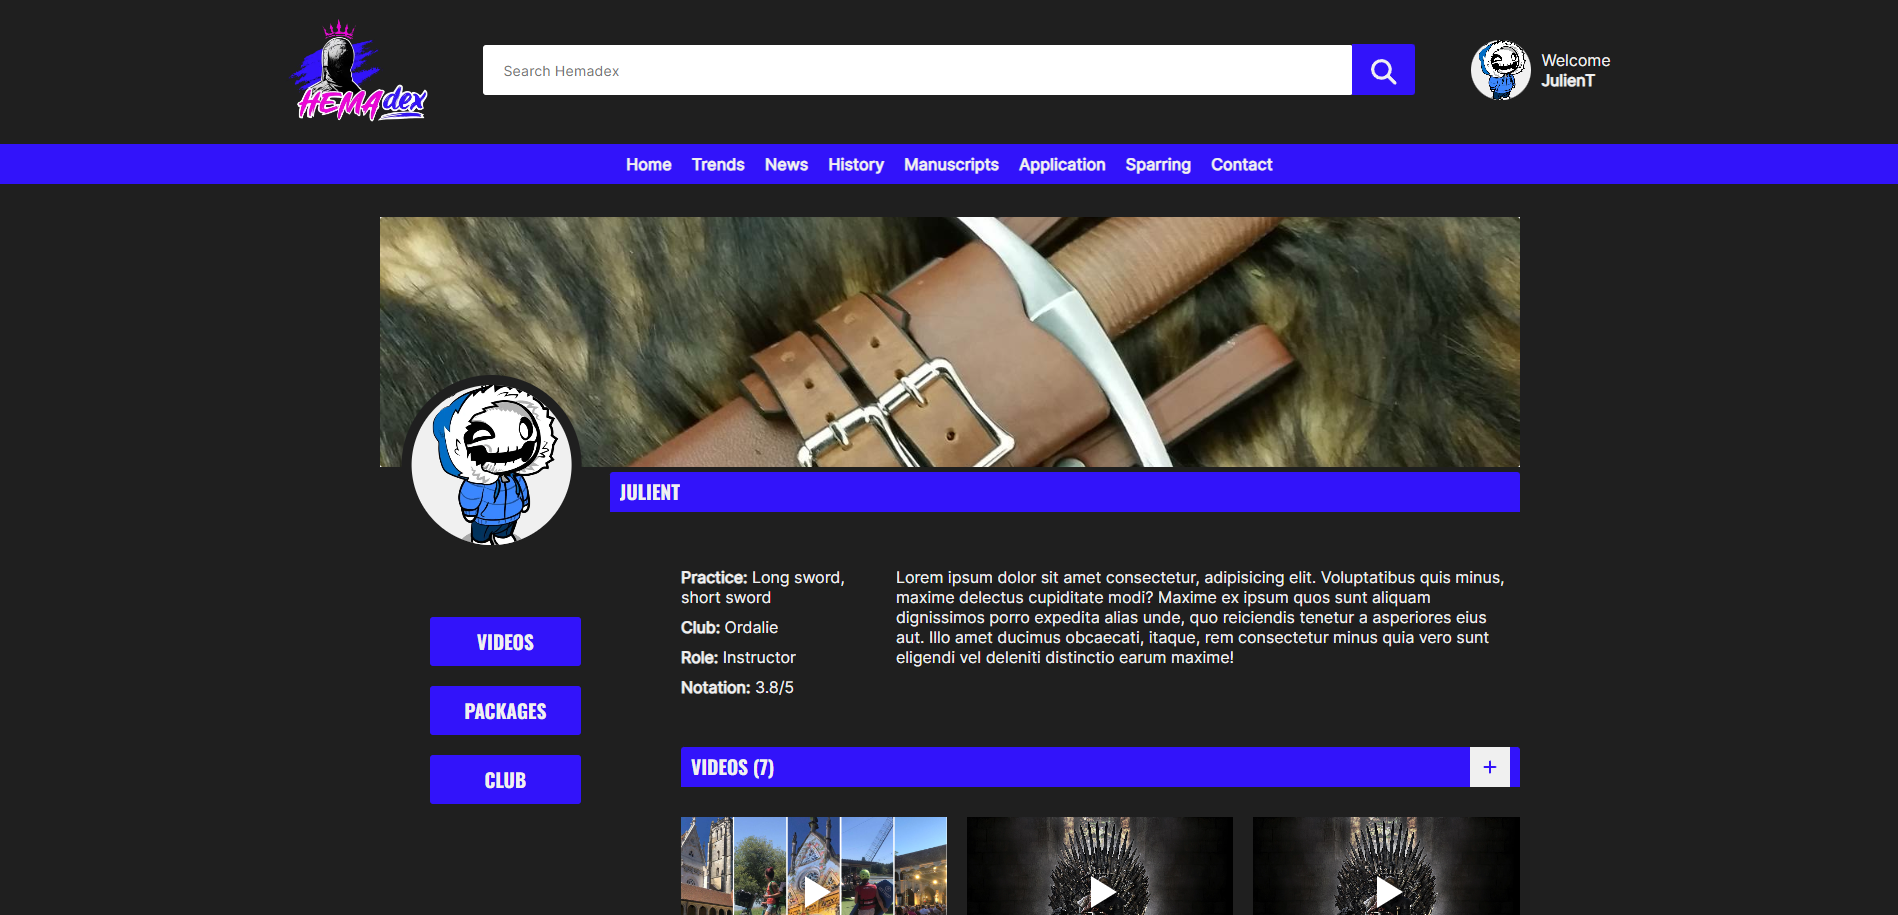 HEMAdex
Search Hemadex
Welcome
JulienT
Home Trends News History Manuscripts Application Sparring Contact
JULIENT
Practice: Long sword,
short sword
Club: Ordalie
Role: Instructor
Notation: 3.8/5
Lorem ipsum dolor sit amet consectetur, adipisicing elit. Voluptatibus quis minus,
maxime delectus cupiditate modi? Maxime ex ipsum quos sunt aliquam
dignissimos porro expedita alias unde, quo reiciendis tenetur a asperiores eius
aut. Illo amet ducimus obcaecati, itaque, rem consectetur minus quia vero sunt
eligendi vel deleniti distinctio earum maxime!
VIDEOS
PACKAGES
CLUB
VIDEOS (7)
+